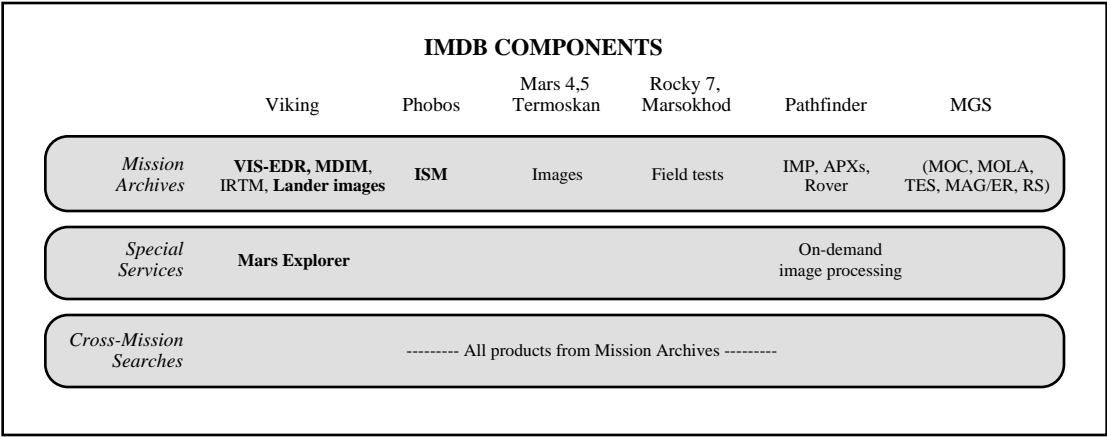 IMDB COMPONENTS
Mars 4,5 Rocky 7,
Viking Phobos Termoskan Marsokhod Pathfinder MGS
Mission VIS-EDR, MDIM, IMP, APXs, (MOC, MOLA,
Archives IRTM, Lander images ISM Images Field tests Rover TES, MAG/ER, RS)
Special On-demand
Services Mars Explorer image processing
Cross-Mission
Searches --------- All products from Mission Archives ---------